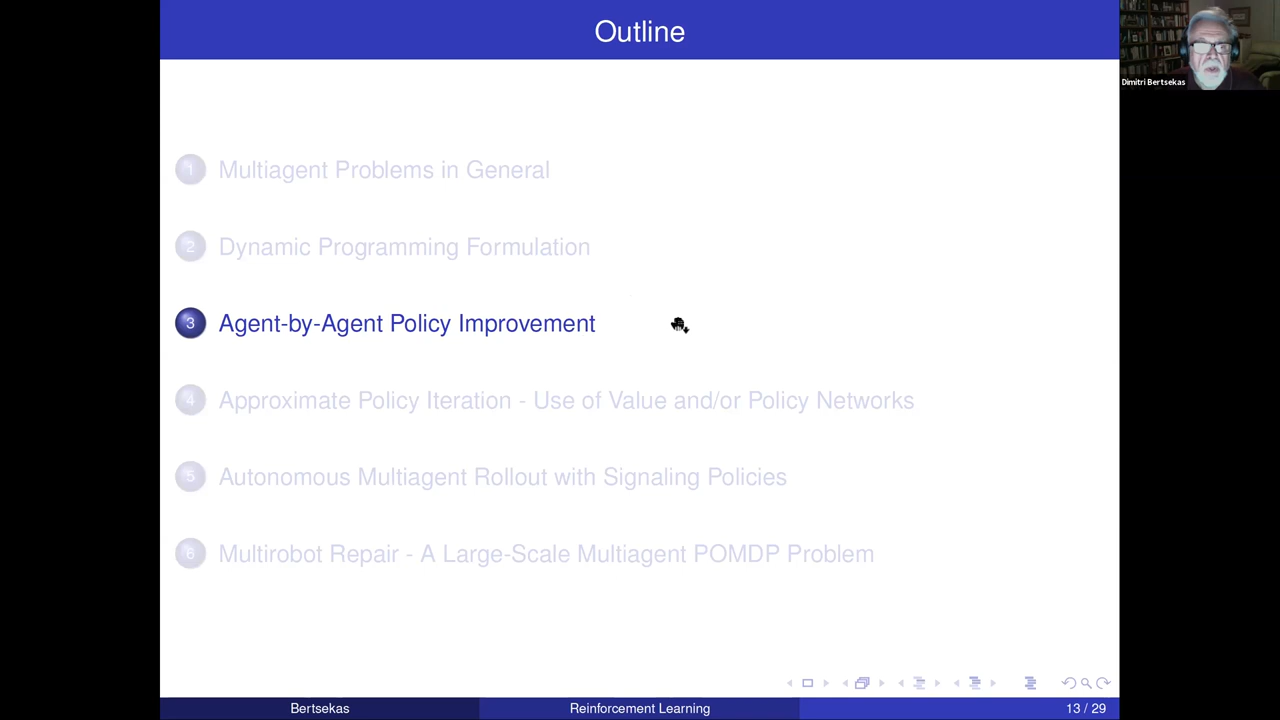 Outline
Dimitri Bertsekas
1 Multiagent Problems in General
2 Dynamic Programming Formulation
3 Agent-by-Agent Policy Improvement
4 Approximate Policy Iteration - Use of Value and/or Policy Networks
5 Autonomous Multiagent Rollout with Signaling Policies
6 Multirobot Repair - A Large-Scale Multiagent POMDP Problem
Bertsekas Reinforcement Learning 13 / 29